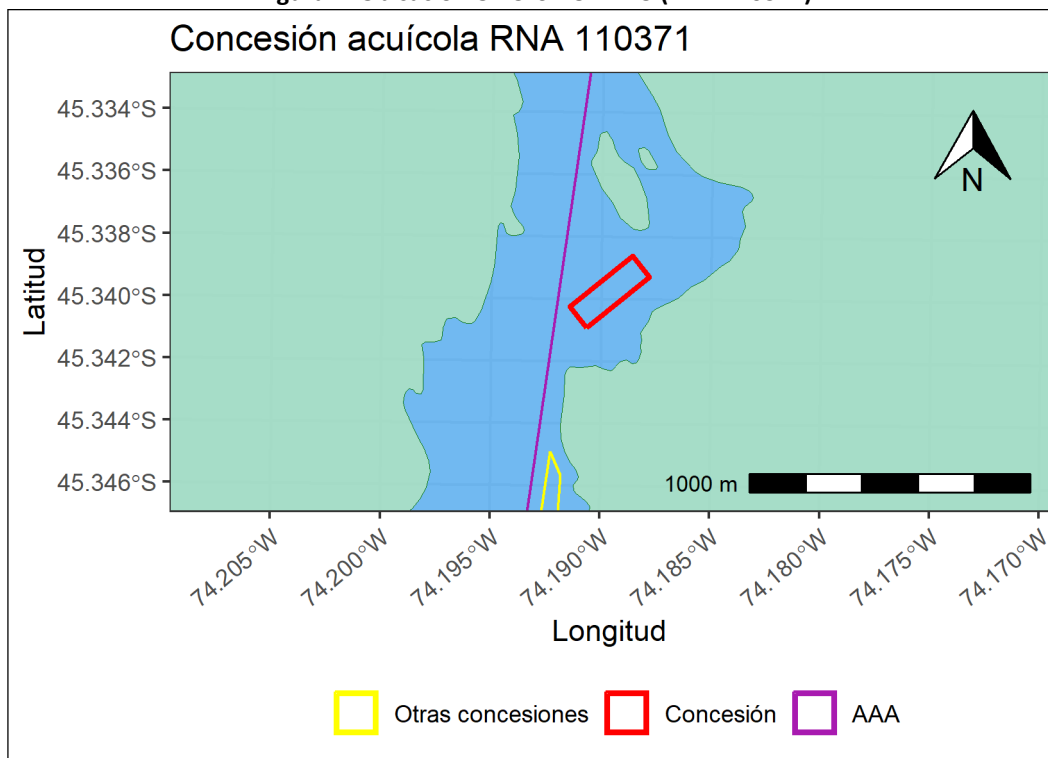 Concesión acuícola RNA 110371
45.334°S
45.336°S
45.338°S
45.340°S
45.342°S
45.344°S
45.346°S
Latitud
N
1000 m
74.205°W
74.200°W
74.195°W
74.190°W
74.185°W
74.180°W
74.175°W
74.170°W
Longitud
Otras concesiones
Concesión
AAA